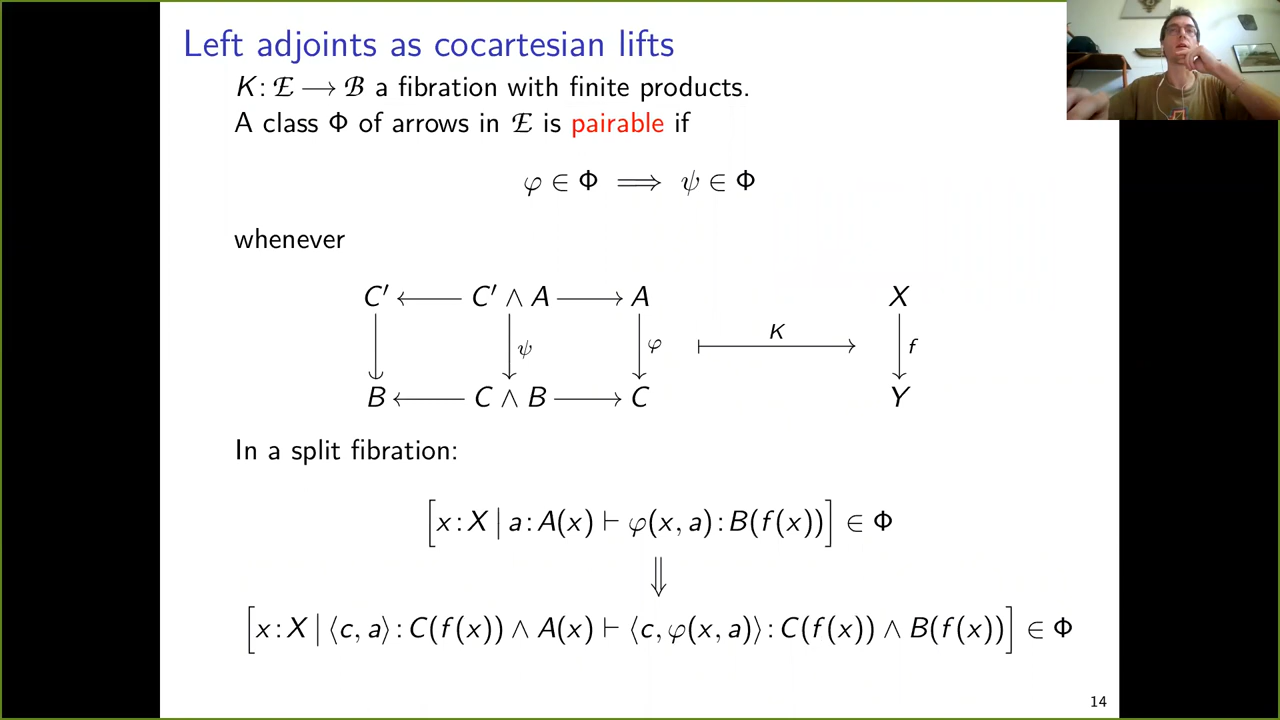 Left adjoints as cocartesian lifts
K: ℰ ⟶ ℬ a fibration with finite products.
A class Φ of arrows in ℰ is pairable if
φ ∈ Φ ⟹ ψ ∈ Φ
whenever
C′ ⟵ C′ ∧ A ⟶ A
K
X
ψ
φ
f
B ⟵ C ∧ B ⟶ C
Y
In a split fibration:
[x : X | a : A(x) ⊢ φ(x, a) : B(f(x))] ∈ Φ
⇓
[x : X | ⟨c, a⟩ : C(f(x)) ∧ A(x) ⊢ ⟨c, φ(x, a)⟩ : C(f(x)) ∧ B(f(x))] ∈ Φ
14